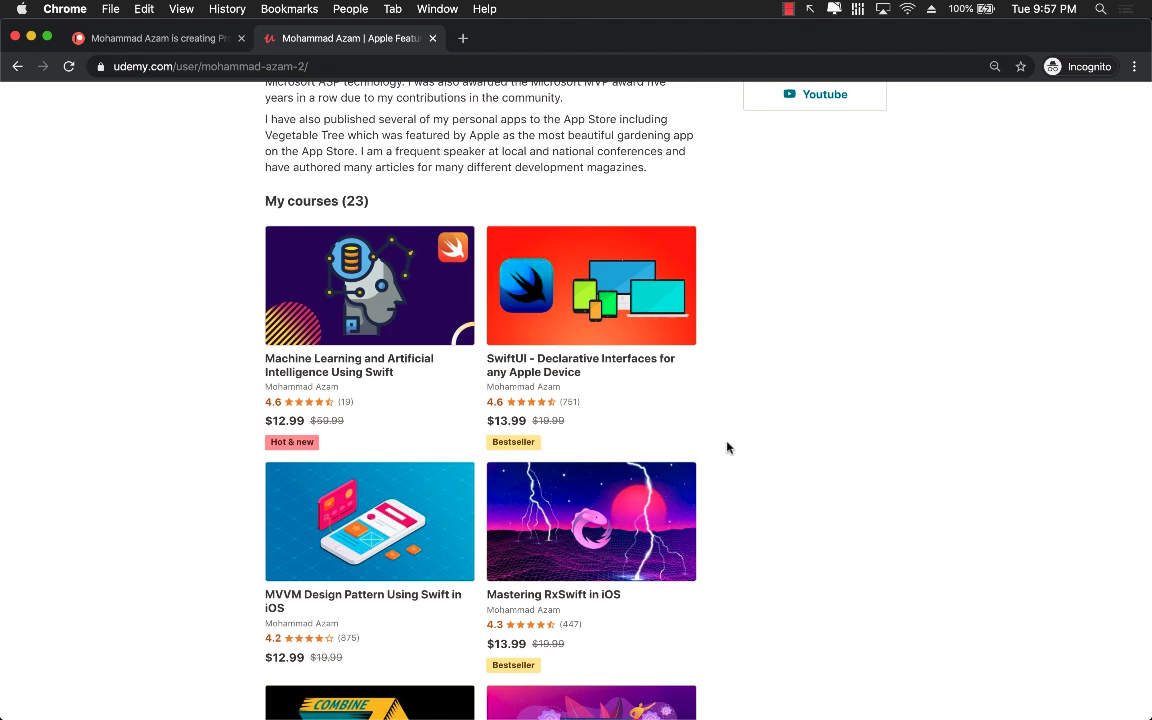 Chrome File Edit View History Bookmarks People Tab Window Help 100% Tue 9:57 PM
Mohammad Azam is creating Pr Mohammad Azam | Apple Featu
udemy.com/user/mohammad-azam-2/ Incognito
Microsoft ASP technology. I was also awarded the Microsoft MVP award five
years in a row due to my contributions in the community.
Youtube
I have also published several of my personal apps to the App Store including
Vegetable Tree which was featured by Apple as the most beautiful gardening app
on the App Store. I am a frequent speaker at local and national conferences and
have authored many articles for many different development magazines.
My courses (23)
Machine Learning and Artificial
Intelligence Using Swift
Mohammad Azam
4.6 (19)
$12.99 $59.99
Hot & new
SwiftUI - Declarative Interfaces for
any Apple Device
Mohammad Azam
4.6 (751)
$13.99 $19.99
Bestseller
MVVM Design Pattern Using Swift in
iOS
Mohammad Azam
4.2 (875)
$12.99 $19.99
Mastering RxSwift in iOS
Mohammad Azam
4.3 (447)
$13.99 $19.99
Bestseller
COMBINE